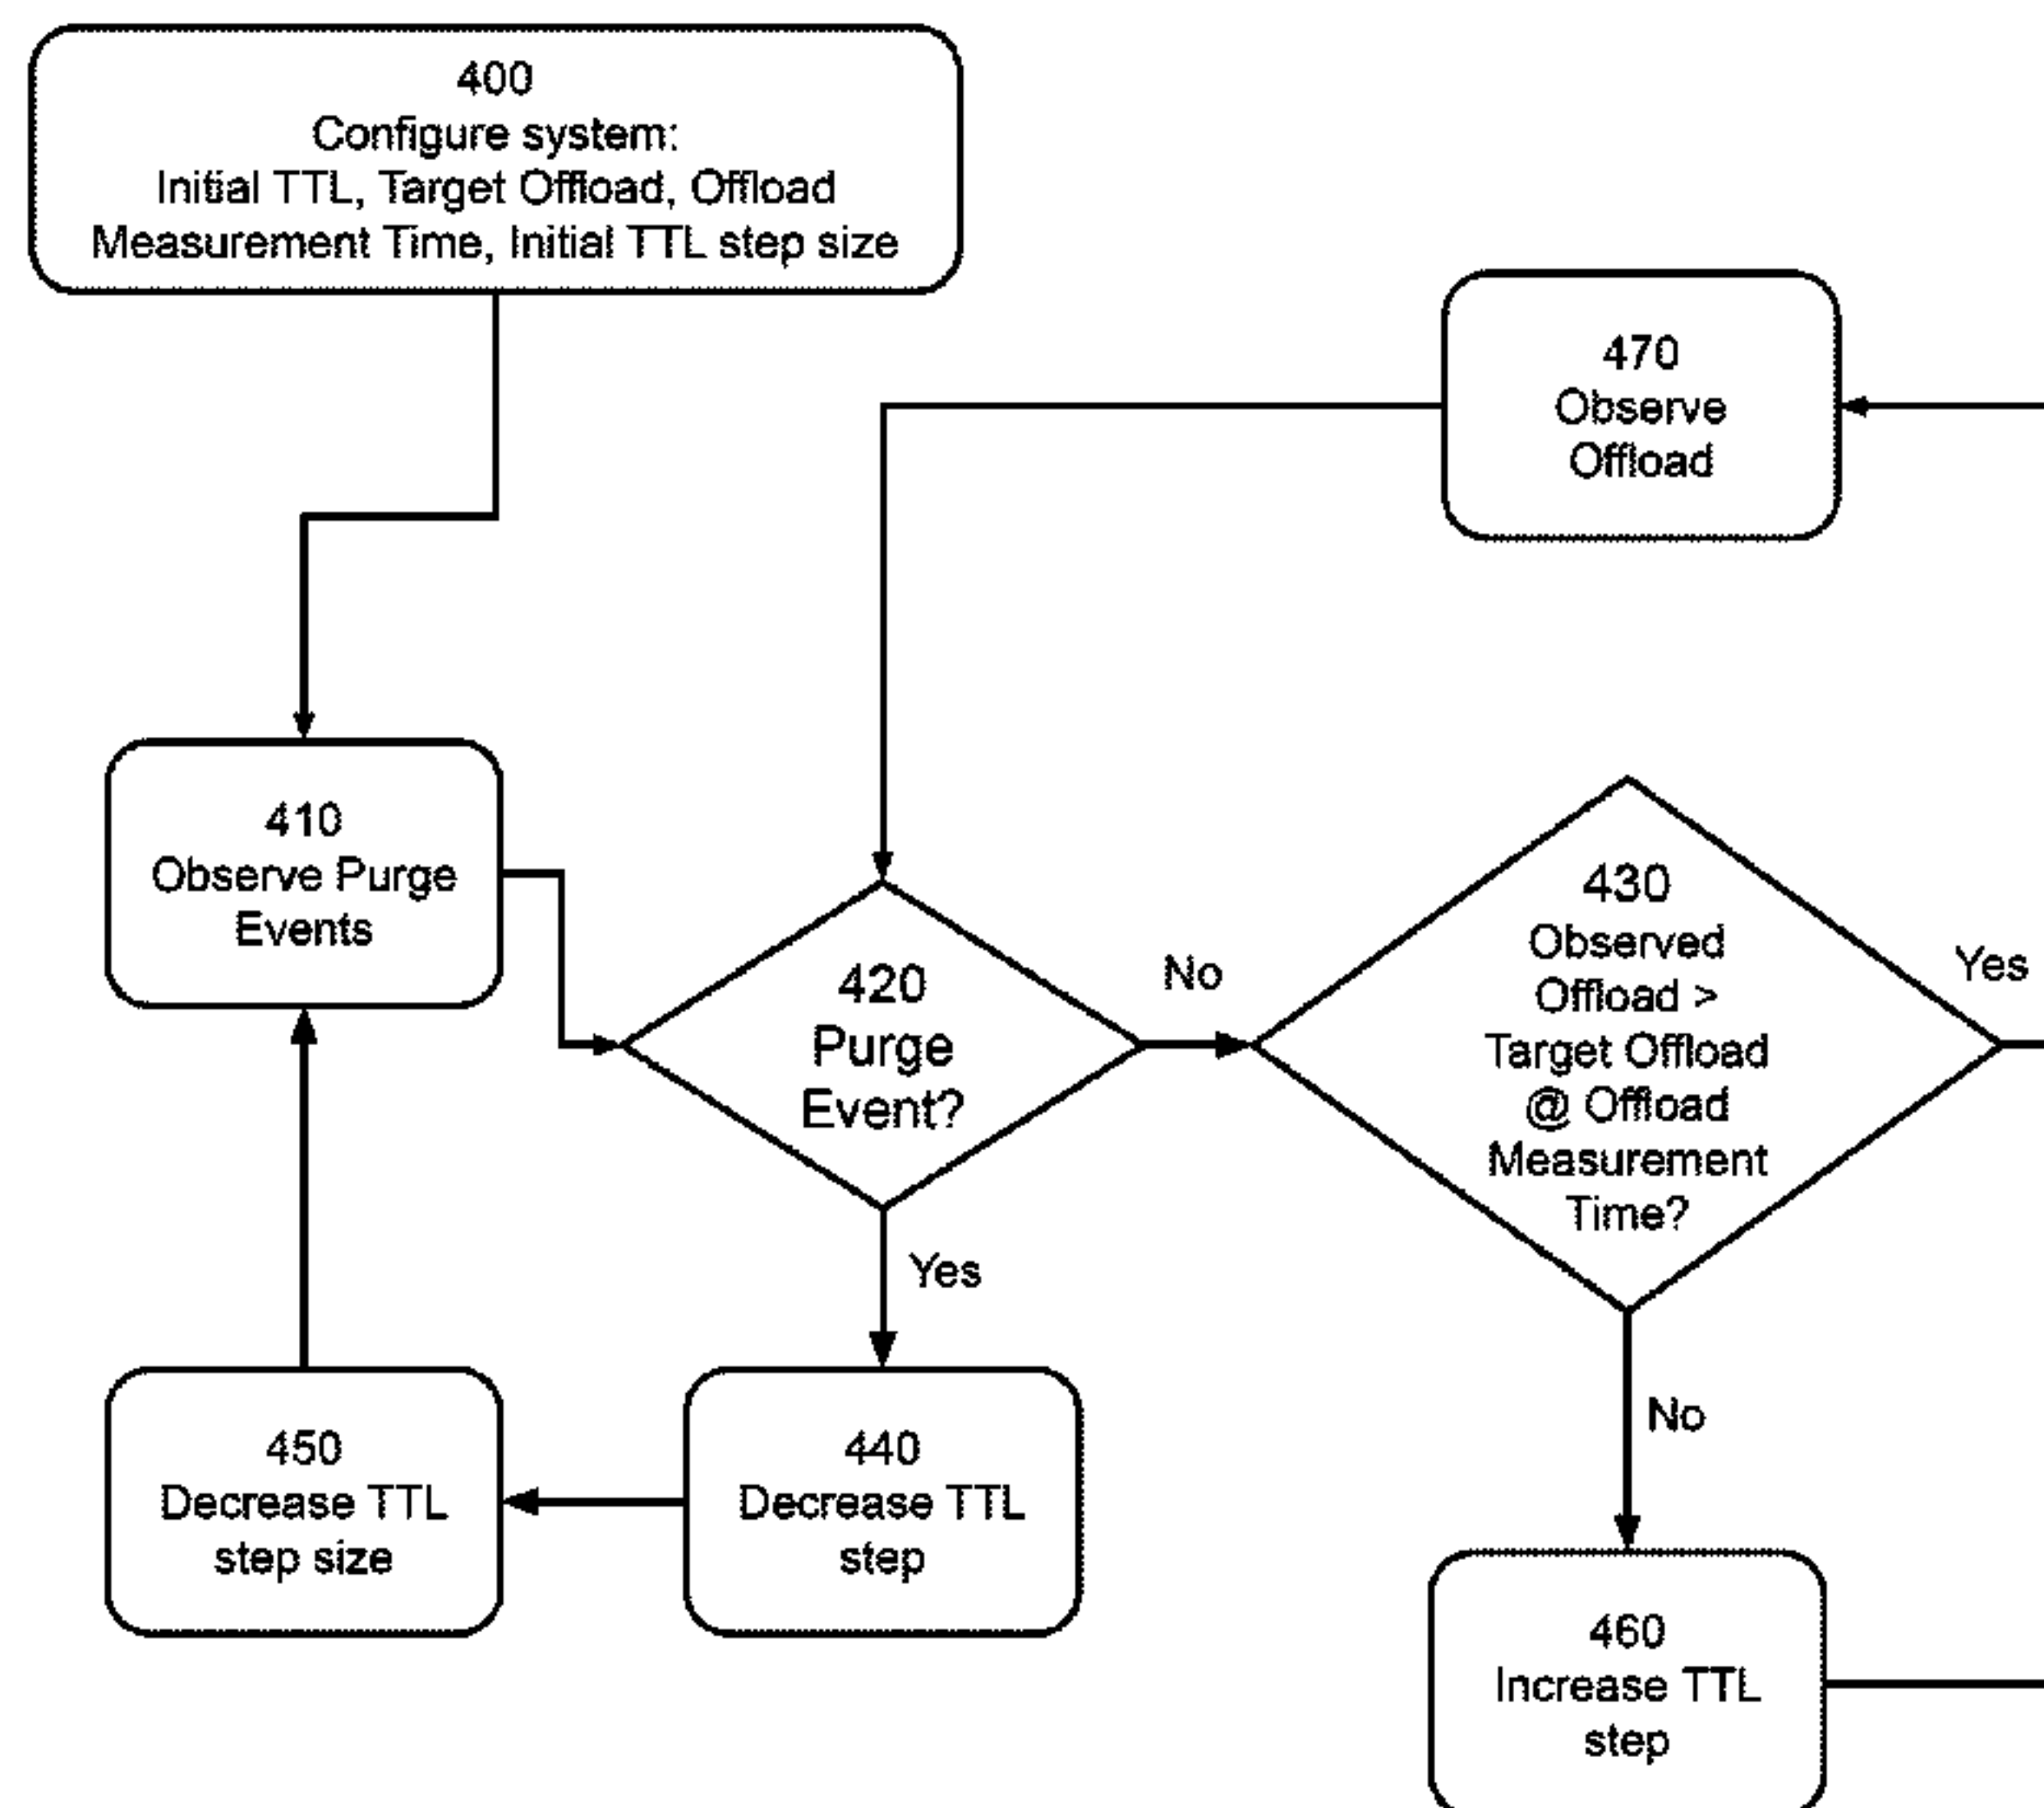 400
Configure system:
Initial TTL, Target Offload, Offload
Measurement Time, Initial TTL step size
470
Observe
Offload
410
Observe Purge
Events
420
Purge
Event?
No
430
Observed
Offload >
Target Offload
@ Offload
Measurement
Time?
Yes
Yes
No
450
Decrease TTL
step size
440
Decrease TTL
step
460
Increase TTL
step